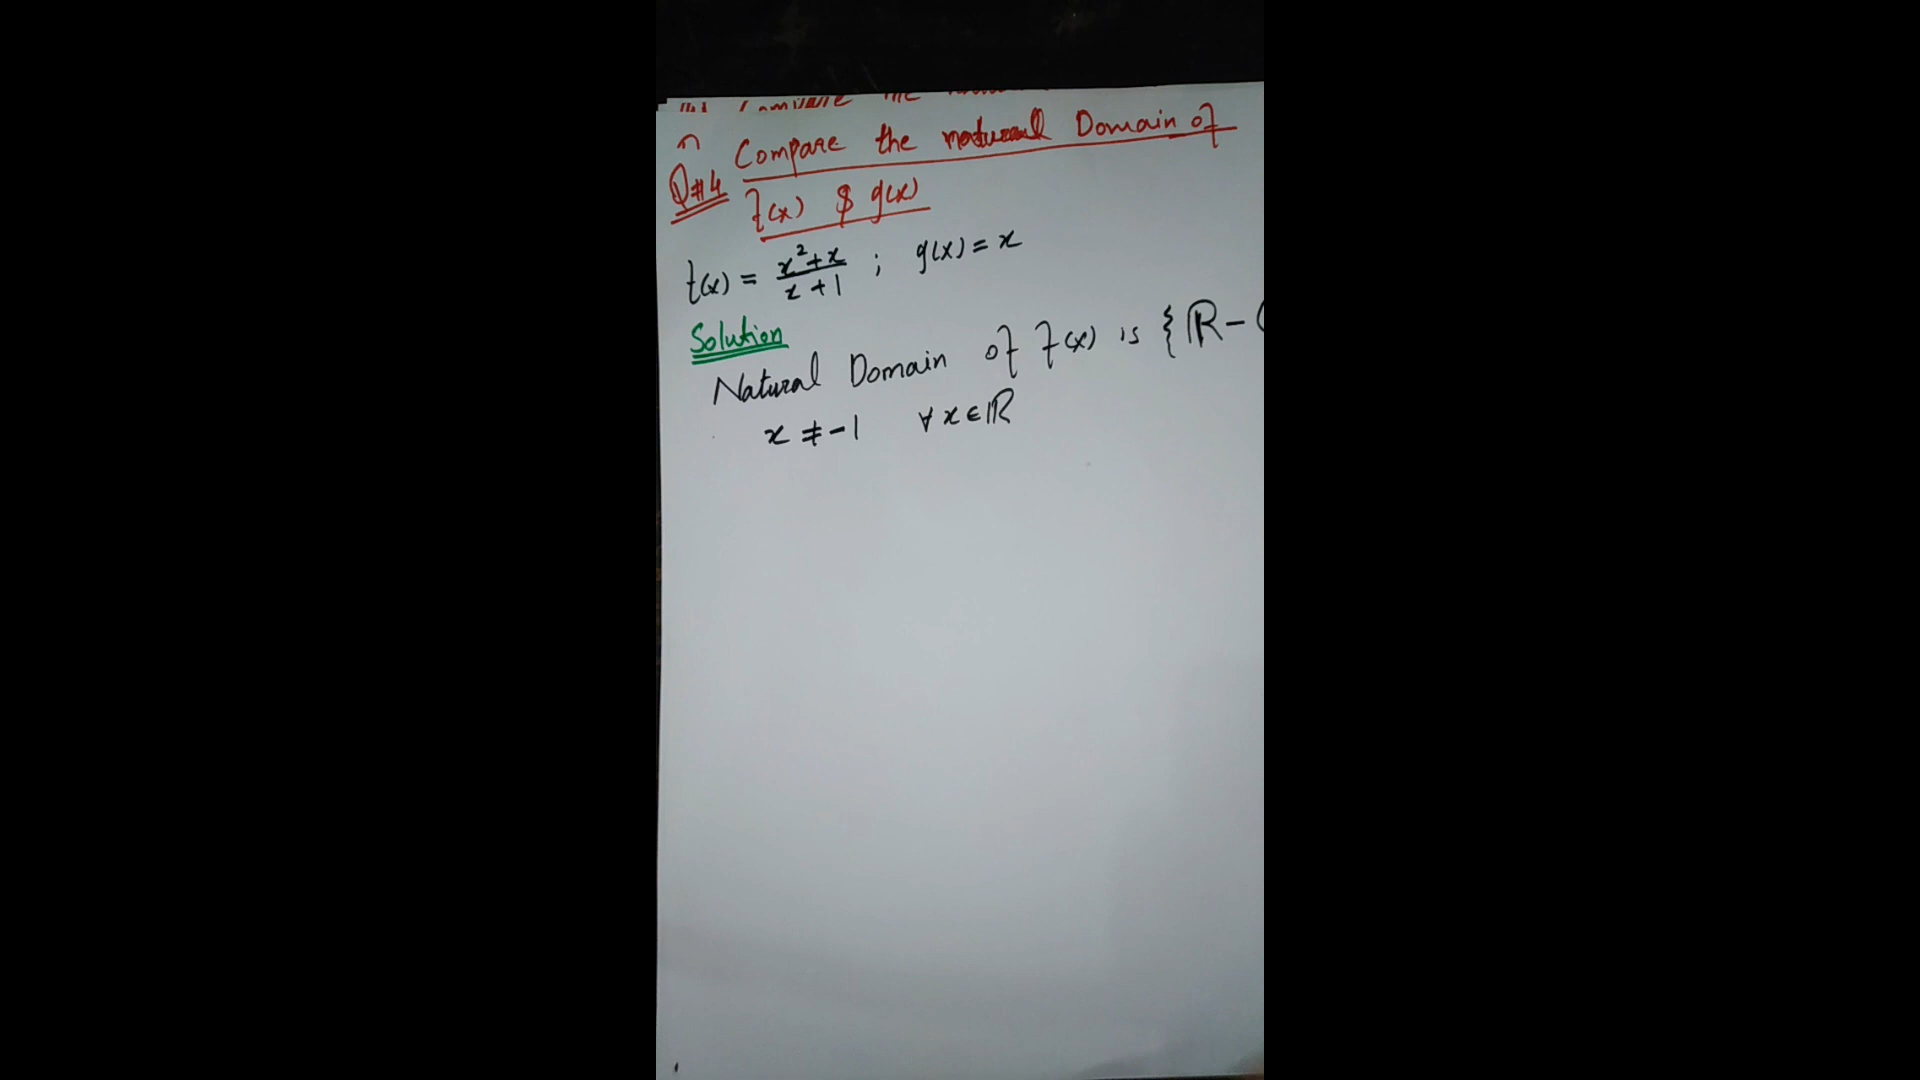 Compare the natural Domain of
Q#4 f(x) & g(x)
f(x) = x²+x / x+1 ; g(x) = x
Solution
Natural Domain of f(x) is {ℝ - (
x ≠ -1 ∀ x ∈ ℝ